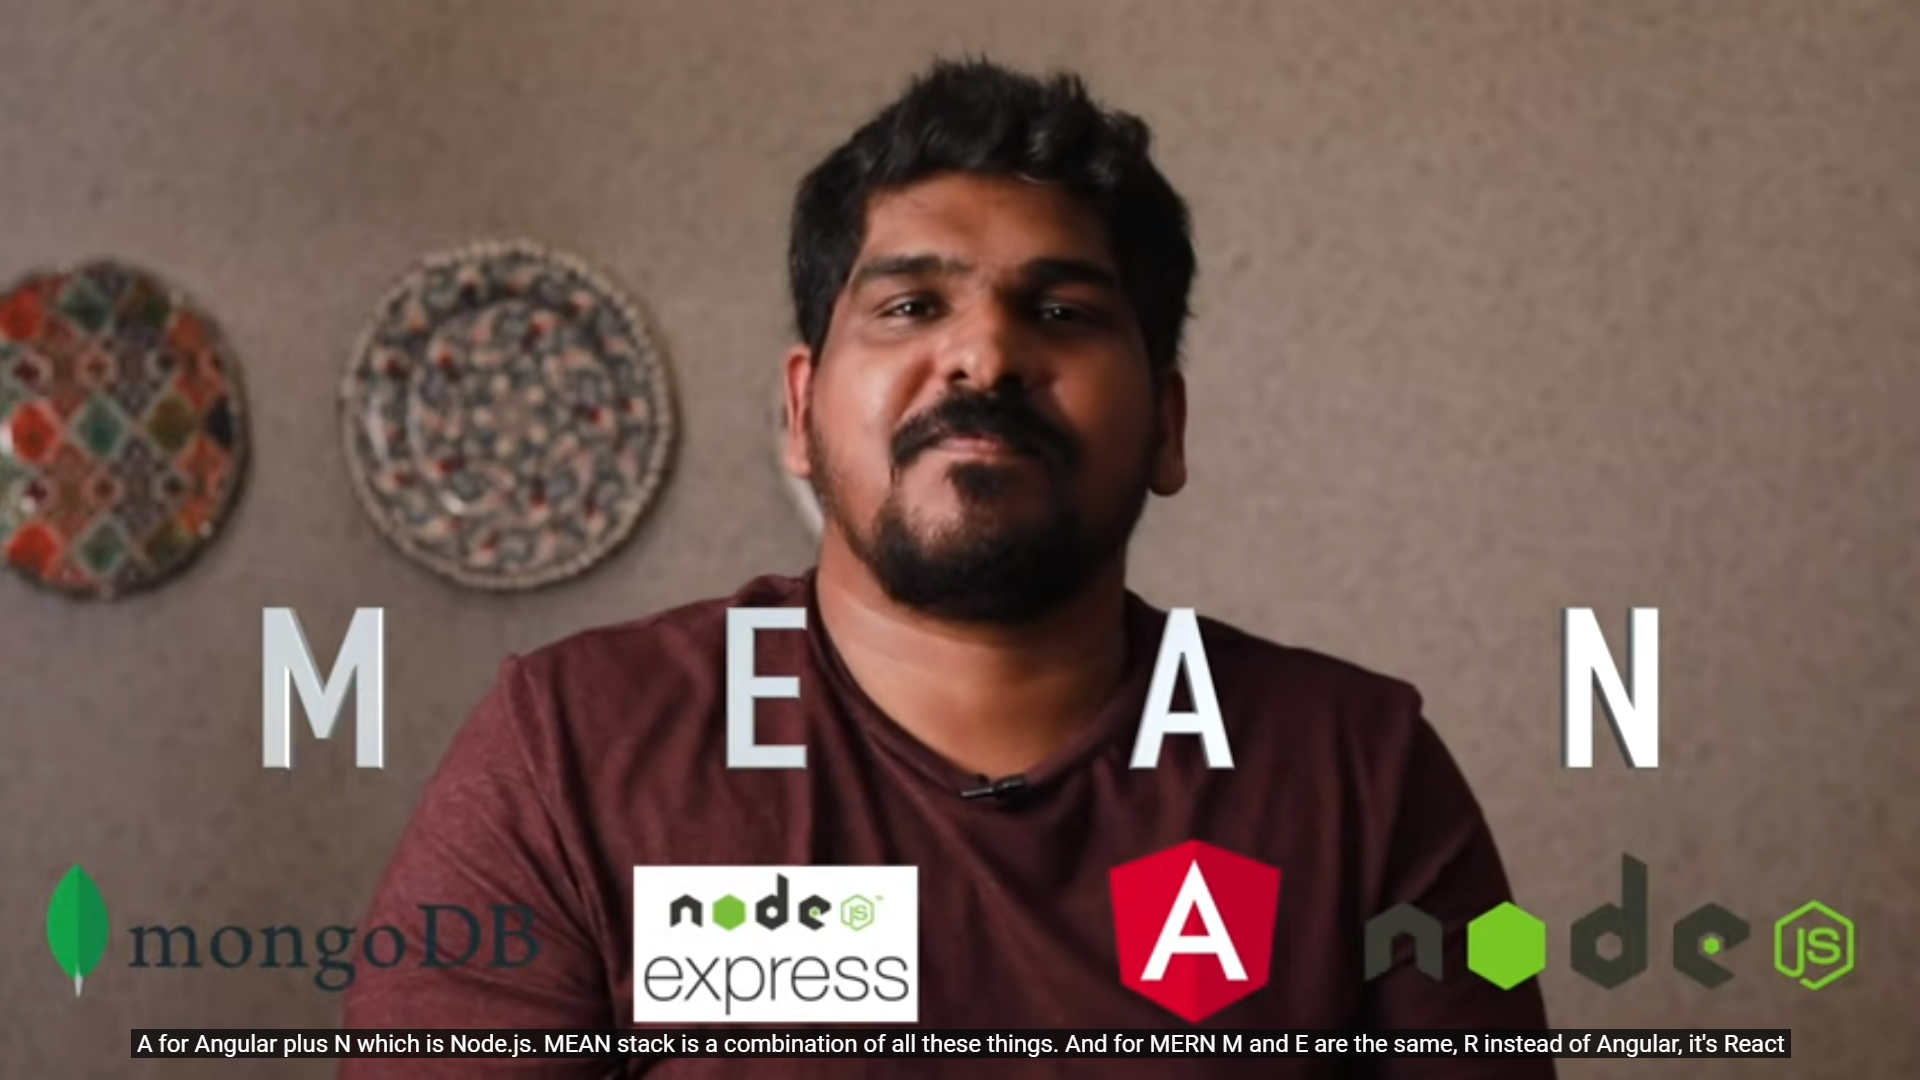 M E A N
mongoDB
node JS™
express
A
node JS
A for Angular plus N which is Node.js. MEAN stack is a combination of all these things. And for MERN M and E are the same, R instead of Angular, it's React